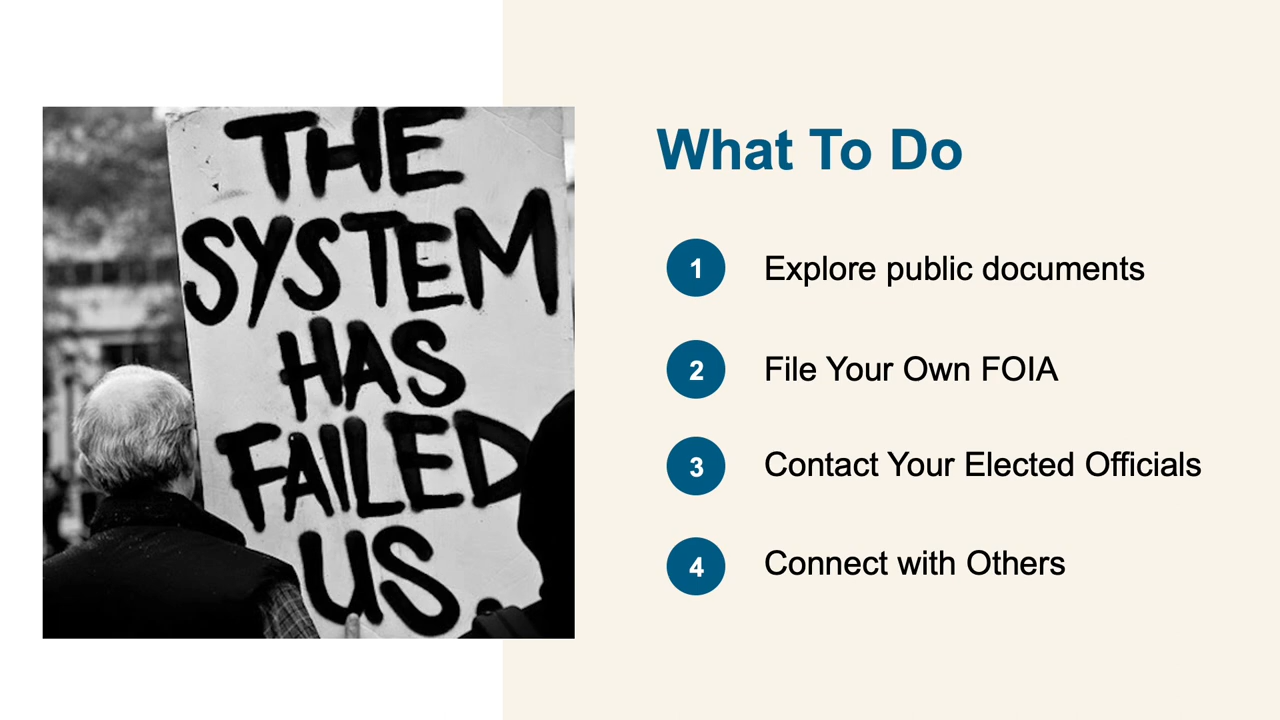 THE
SYSTEM
HAS
FAILED
US.
What To Do
1 Explore public documents
2 File Your Own FOIA
3 Contact Your Elected Officials
4 Connect with Others